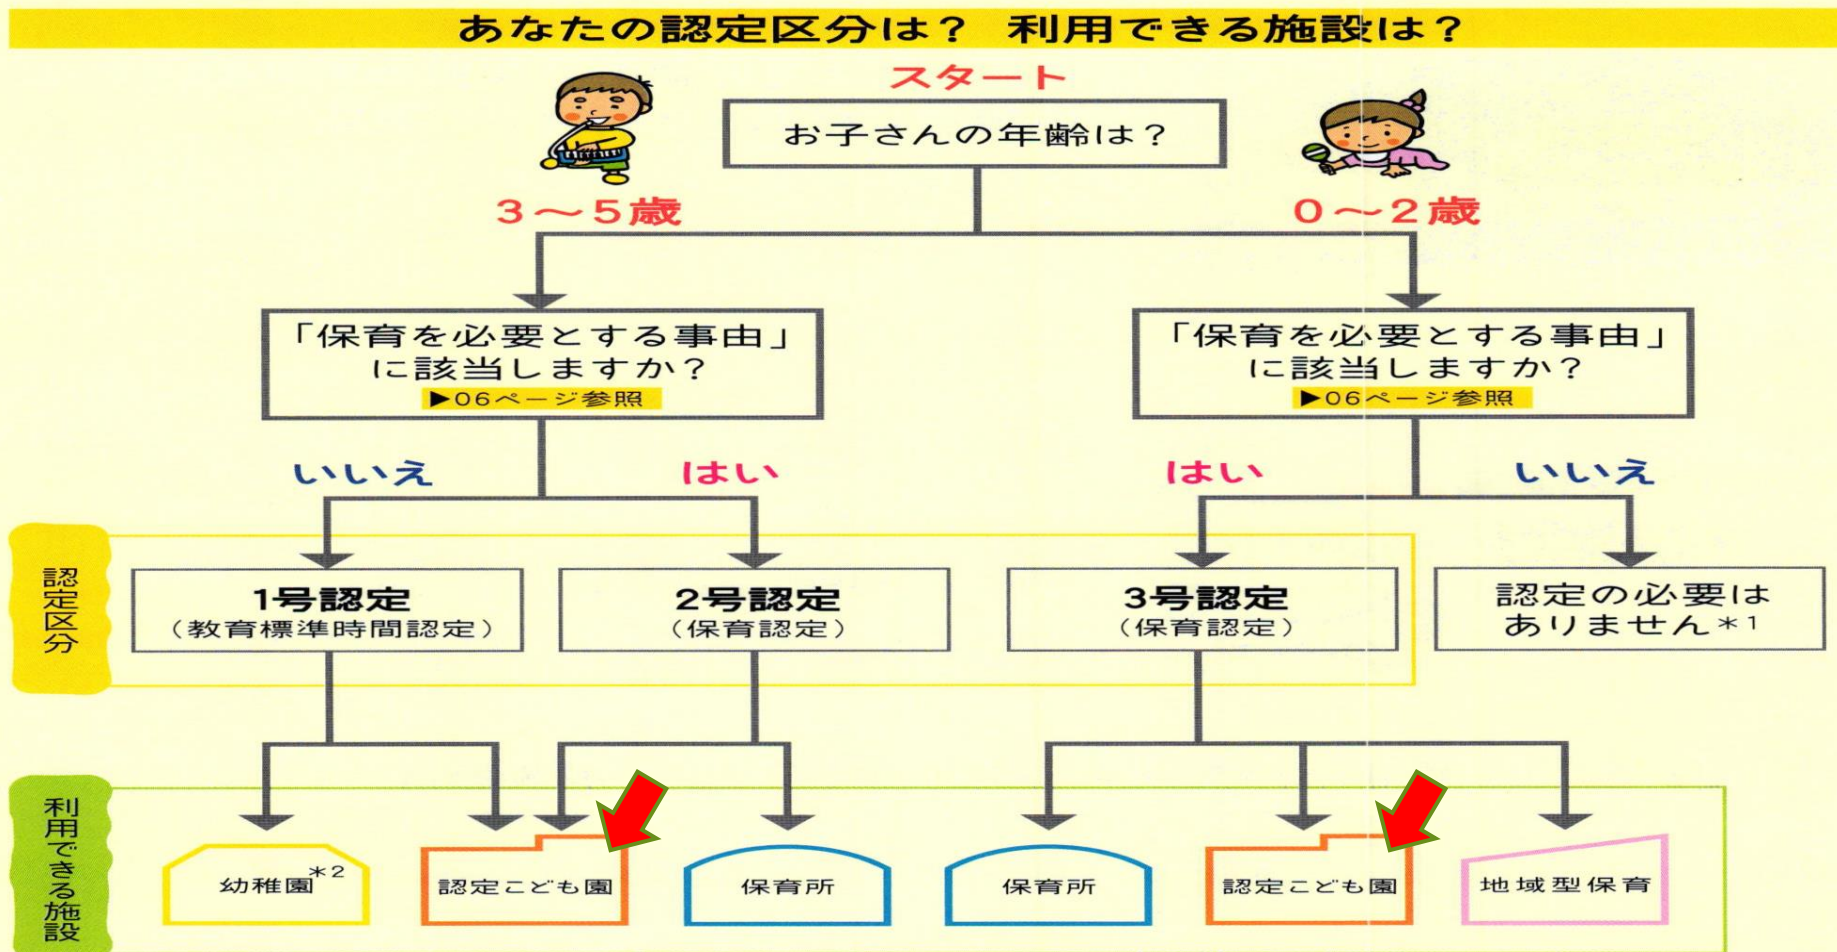 あなたの認定区分は？ 利用できる施設は？
スタート
お子さんの年齢は？
３～５歳
０～２歳
「保育を必要とする事由」
に該当しますか？
▶06ページ参照
「保育を必要とする事由」
に該当しますか？
▶06ページ参照
いいえ
はい
はい
いいえ
認定区分
1号認定
（教育標準時間認定）
2号認定
（保育認定）
3号認定
（保育認定）
認定の必要は
ありません＊1
利用できる施設
幼稚園＊2
認定こども園
保育所
保育所
認定こども園
地域型保育